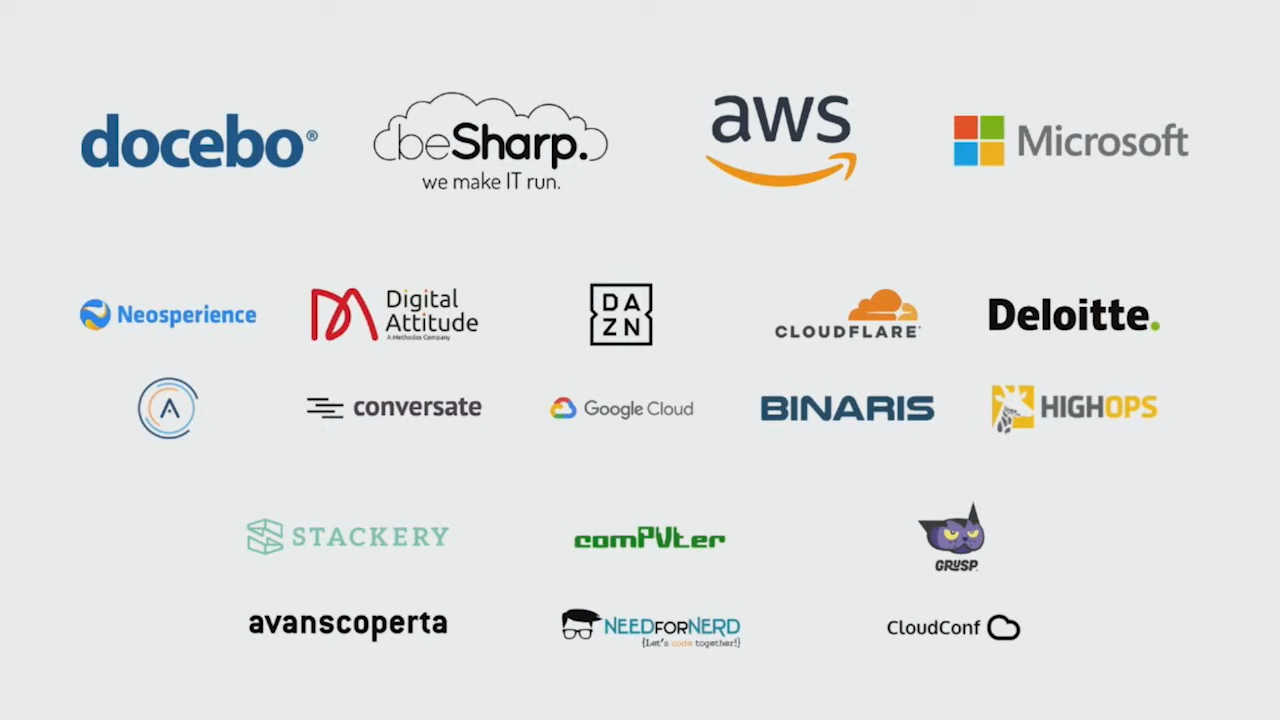 docebo®
beSharp.
we make IT run.
aws
Microsoft
Neosperience
Digital
Attitude
A Methodos Company
DA
ZN
CLOUDFLARE
Deloitte.
A
conversate
Google Cloud
BINARIS
HIGHOPS
STACKERY
comPVter
GRUSP
avanscoperta
NEEDFORNERD
{Let's code together!}
CloudConf